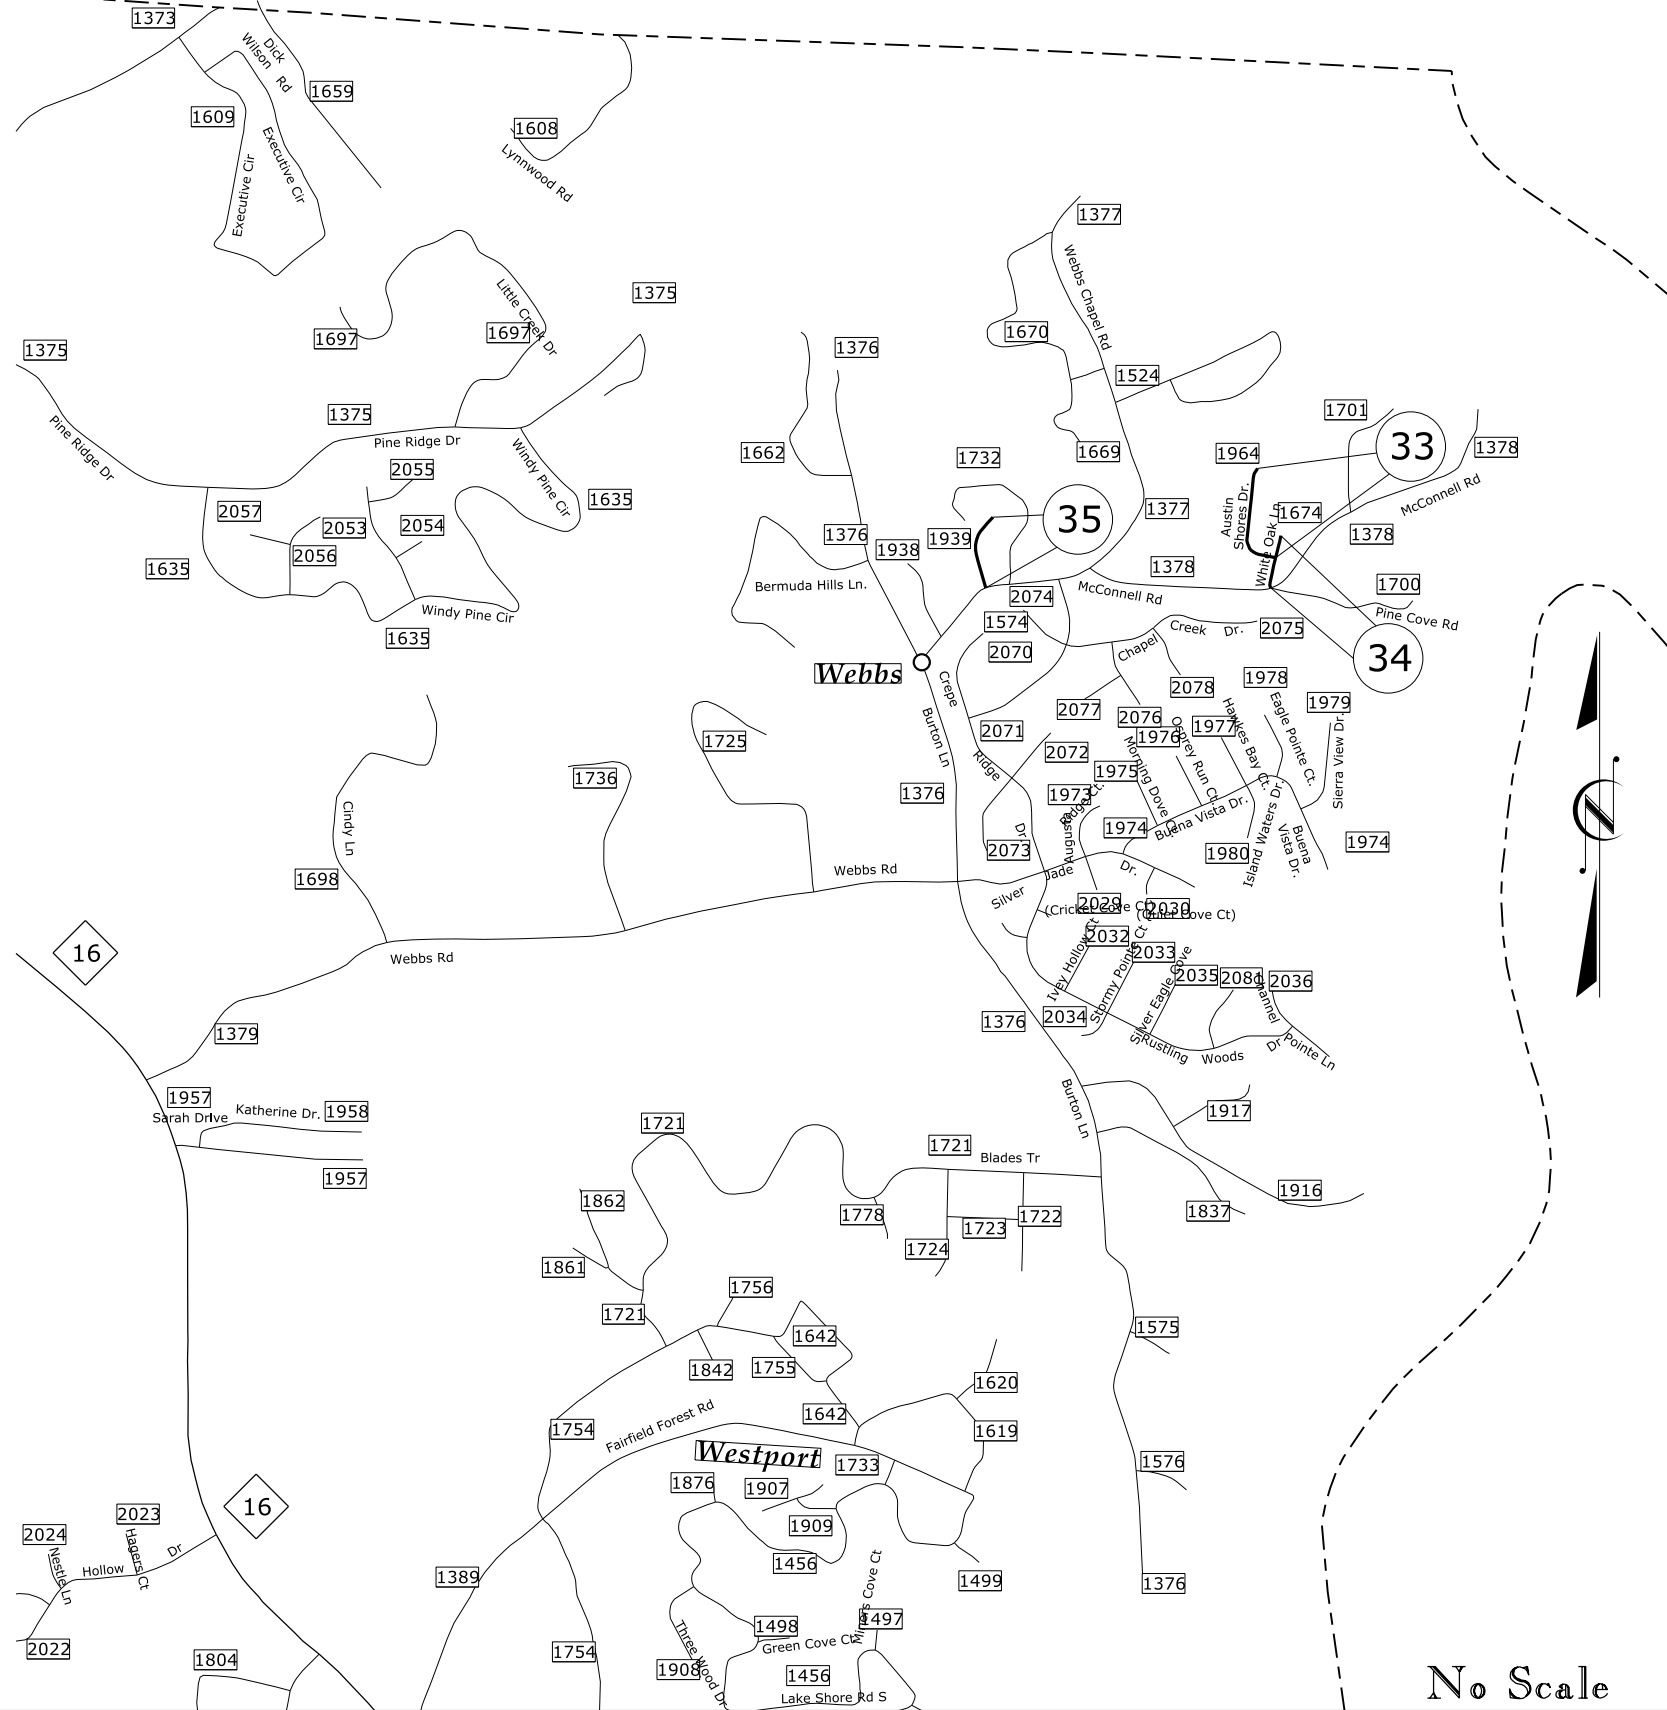 1373
Dick
Wilson Rd
1659
1609
Executive Cir
Executive Cir
1608
Lynnwood Rd
1377
Webbs Chapel Rd
1375
Little Creek Dr
1697
1697
1670
1375
1376
1524
1375
Pine Ridge Dr
Pine Ridge Dr
1701
33
1378
1662
1732
1669
1964
McConnell Rd
2055
Windy Pine Cir
1635
2057
2053
2054
2056
1635
Windy Pine Cir
1635
1377
35
1674
Austin
Shores Dr.
White Oak Ln
1376
1939
1938
1378
1378
Bermuda Hills Ln.
2074
McConnell Rd
1700
Pine Cove Rd
1574
Creek Dr.
2075
2070
Chapel
34
Webbs
Crepe
2078
1978
2077
2076
1979
Burton Ln
1977
2071
1976
Osprey Run Ct.
Hawkes Bay Ct.
Eagle Pointe Ct.
Sierra View Dr.
1725
2072
Ridge
1975
Morning Dove Ct.
1736
1376
1973
Ridge Ct.
Augusta
Buena Vista Dr.
Cindy Ln
Dr.
1974
Island Waters Dr.
Buena
Vista Dr.
1974
2073
1980
Webbs Rd
1698
Silver
Jade
Dr.
2029
(Cricket Cove Ct)
2030
(Quiet Cove Ct)
2032
Ivey Hollow Ct
Stormy Pointe Ct
2033
Silver Eagle Cove
2035
2081
2036
Channel
Pointe Ln
16
Webbs Rd
N
1379
1376
2034
Rustling
Woods
Dr
1957
Sarah Drive
Katherine Dr.
1958
Burton Ln
1917
1721
1721
Blades Tr
1957
1862
1778
1723
1722
1916
1837
1724
1861
1756
1721
1642
1575
1842
1755
1620
1642
1754
Fairfield Forest Rd
1619
Westport
1733
1576
1876
1907
16
2023
2024
1909
Hollow
Dr
Hagers Ct
Nestle Ln
1456
1389
1499
1376
Three Wood Dr
1498
1497
Green Cove Ct
2022
1754
1804
1908
1456
Lake Shore Rd S
No Scale